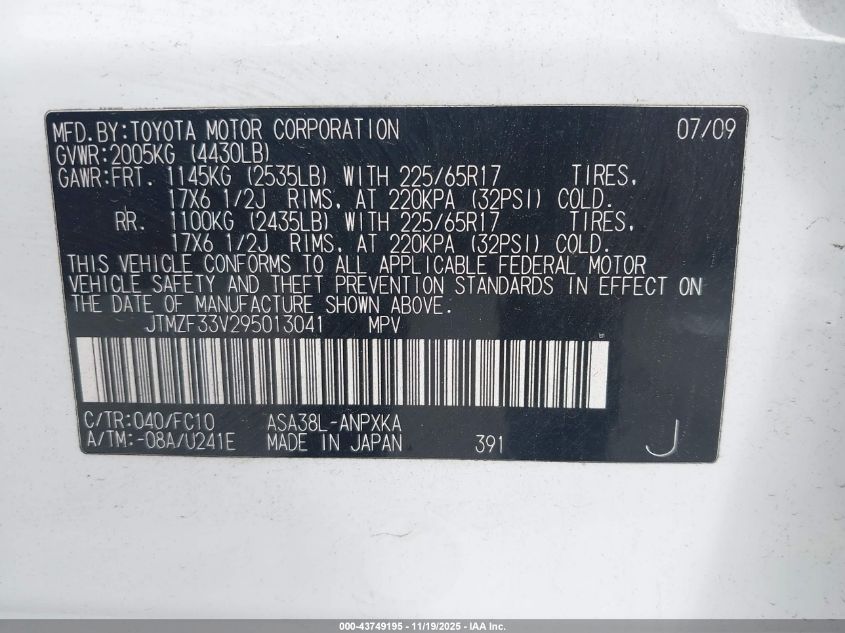 MFD.BY:TOYOTA MOTOR CORPORATION 07/09
GVWR:2005KG (4430LB)
GAWR:FRT. 1145KG (2535LB) WITH 225/65R17 TIRES,
17X6 1/2J RIMS, AT 220KPA (32PSI) COLD.
RR. 1100KG (2435LB) WITH 225/65R17 TIRES,
17X6 1/2J RIMS, AT 220KPA (32PSI) COLD.
THIS VEHICLE CONFORMS TO ALL APPLICABLE FEDERAL MOTOR
VEHICLE SAFETY AND THEFT PREVENTION STANDARDS IN EFFECT ON
THE DATE OF MANUFACTURE SHOWN ABOVE.
JTMZF33V295013041 MPV
C/TR:040/FC10 ASA38L-ANPXKA
A/TM:-08A/U241E MADE IN JAPAN 391 J
000-43749195 - 11/19/2025 - IAA Inc.